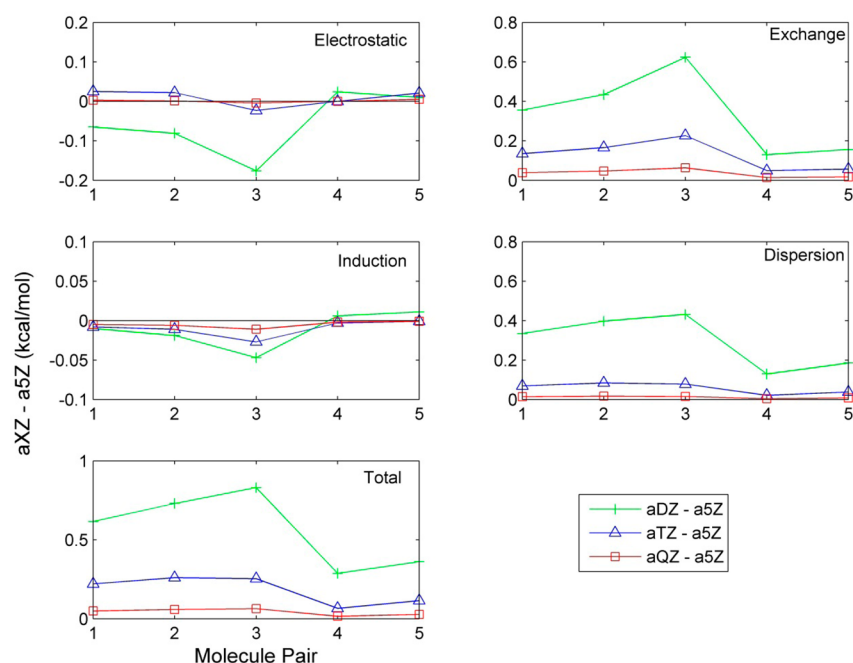 0.2
0.1
0
-0.1
-0.2
Electrostatic
1 2 3 4 5
0.8
0.6
0.4
0.2
0
Exchange
1 2 3 4 5
0.1
0.05
0
-0.05
-0.1
Induction
1 2 3 4 5
0.8
0.6
0.4
0.2
0
Dispersion
1 2 3 4 5
aXZ - a5Z (kcal/mol)
1
0.5
0
Total
1 2 3 4 5
Molecule Pair
aDZ - a5Z
aTZ - a5Z
aQZ - a5Z